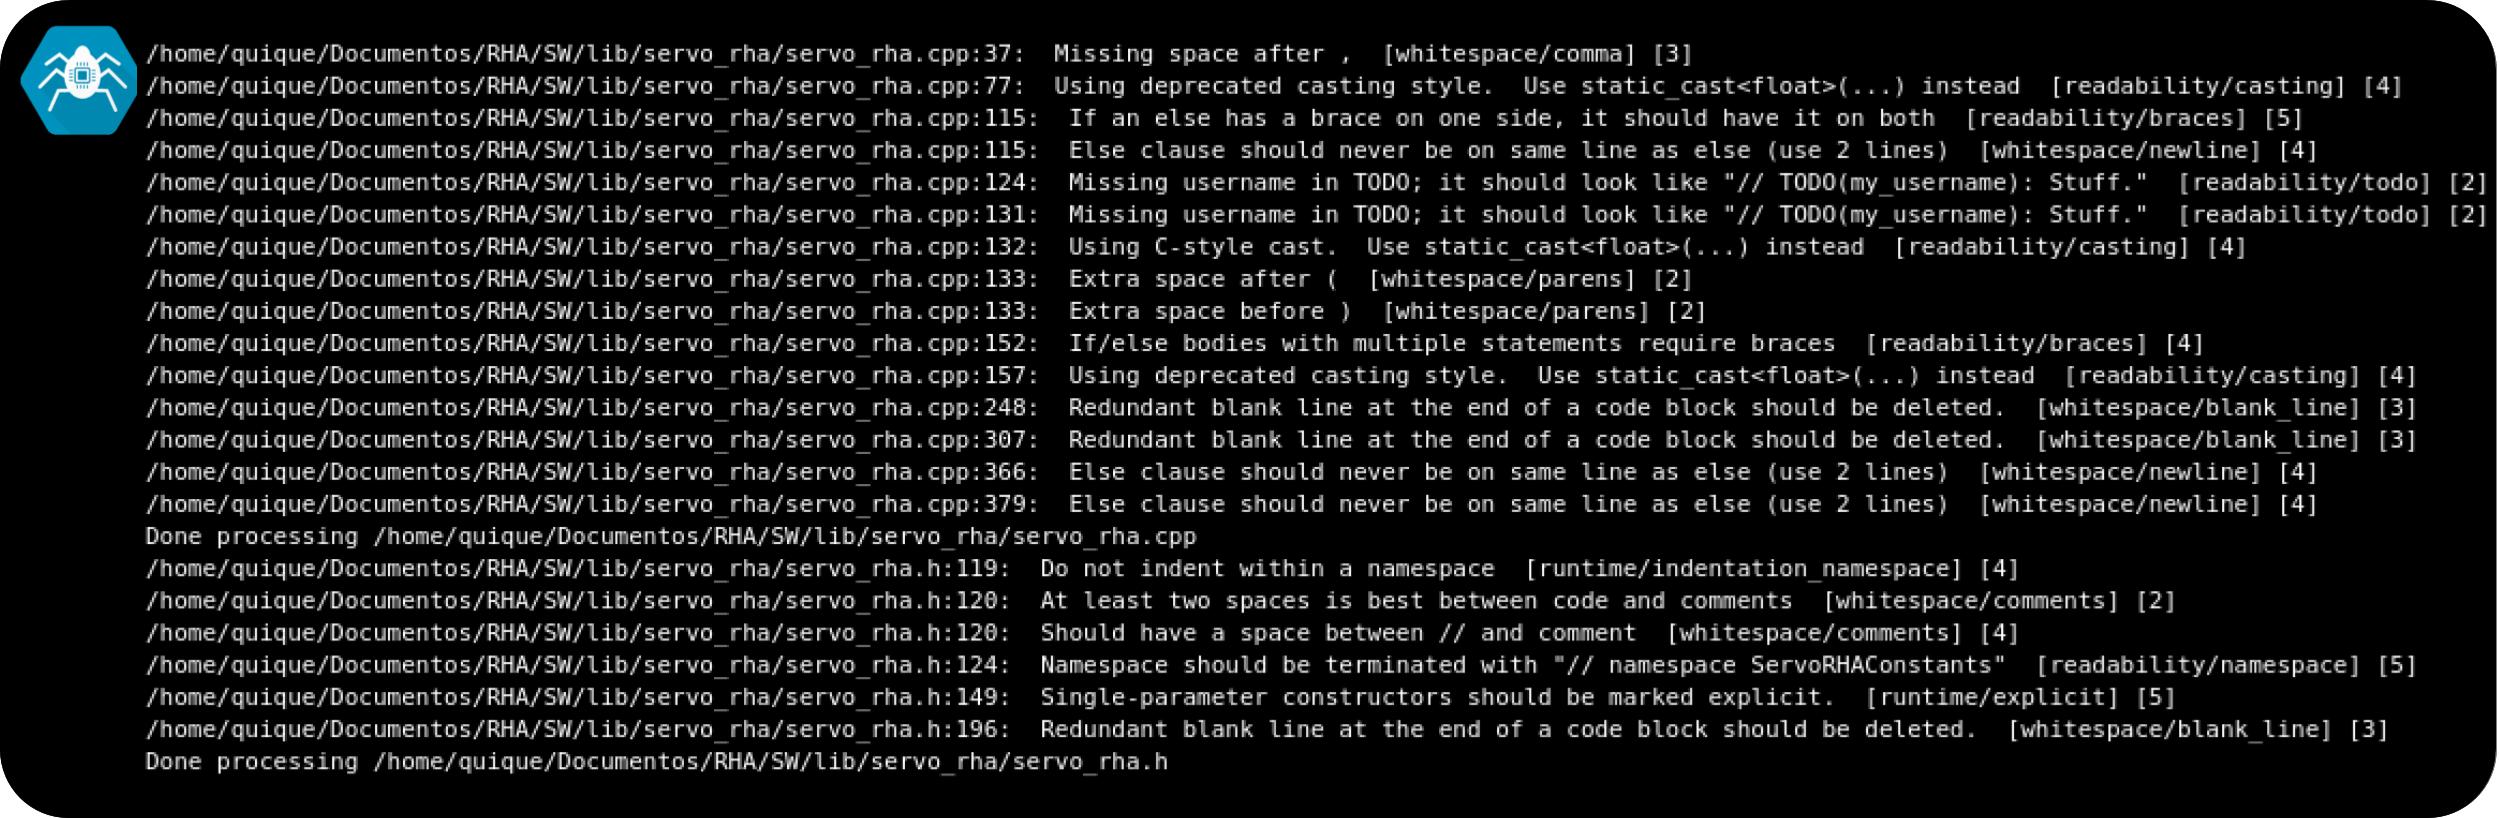 /home/quique/Documentos/RHA/SW/lib/servo_rha/servo_rha.cpp:37:  Missing space after ,  [whitespace/comma] [3]
/home/quique/Documentos/RHA/SW/lib/servo_rha/servo_rha.cpp:77:  Using deprecated casting style.  Use static_cast<float>(...) instead  [readability/casting] [4]
/home/quique/Documentos/RHA/SW/lib/servo_rha/servo_rha.cpp:115:  If an else has a brace on one side, it should have it on both  [readability/braces] [5]
/home/quique/Documentos/RHA/SW/lib/servo_rha/servo_rha.cpp:115:  Else clause should never be on same line as else (use 2 lines)  [whitespace/newline] [4]
/home/quique/Documentos/RHA/SW/lib/servo_rha/servo_rha.cpp:124:  Missing username in TODO; it should look like "// TODO(my_username): Stuff."  [readability/todo] [2]
/home/quique/Documentos/RHA/SW/lib/servo_rha/servo_rha.cpp:131:  Missing username in TODO; it should look like "// TODO(my_username): Stuff."  [readability/todo] [2]
/home/quique/Documentos/RHA/SW/lib/servo_rha/servo_rha.cpp:132:  Using C-style cast.  Use static_cast<float>(...) instead  [readability/casting] [4]
/home/quique/Documentos/RHA/SW/lib/servo_rha/servo_rha.cpp:133:  Extra space after (  [whitespace/parens] [2]
/home/quique/Documentos/RHA/SW/lib/servo_rha/servo_rha.cpp:133:  Extra space before )  [whitespace/parens] [2]
/home/quique/Documentos/RHA/SW/lib/servo_rha/servo_rha.cpp:152:  If/else bodies with multiple statements require braces  [readability/braces] [4]
/home/quique/Documentos/RHA/SW/lib/servo_rha/servo_rha.cpp:157:  Using deprecated casting style.  Use static_cast<float>(...) instead  [readability/casting] [4]
/home/quique/Documentos/RHA/SW/lib/servo_rha/servo_rha.cpp:248:  Redundant blank line at the end of a code block should be deleted.  [whitespace/blank_line] [3]
/home/quique/Documentos/RHA/SW/lib/servo_rha/servo_rha.cpp:307:  Redundant blank line at the end of a code block should be deleted.  [whitespace/blank_line] [3]
/home/quique/Documentos/RHA/SW/lib/servo_rha/servo_rha.cpp:366:  Else clause should never be on same line as else (use 2 lines)  [whitespace/newline] [4]
/home/quique/Documentos/RHA/SW/lib/servo_rha/servo_rha.cpp:379:  Else clause should never be on same line as else (use 2 lines)  [whitespace/newline] [4]
Done processing /home/quique/Documentos/RHA/SW/lib/servo_rha/servo_rha.cpp
/home/quique/Documentos/RHA/SW/lib/servo_rha/servo_rha.h:119:  Do not indent within a namespace  [runtime/indentation_namespace] [4]
/home/quique/Documentos/RHA/SW/lib/servo_rha/servo_rha.h:120:  At least two spaces is best between code and comments  [whitespace/comments] [2]
/home/quique/Documentos/RHA/SW/lib/servo_rha/servo_rha.h:120:  Should have a space between // and comment  [whitespace/comments] [4]
/home/quique/Documentos/RHA/SW/lib/servo_rha/servo_rha.h:124:  Namespace should be terminated with "// namespace ServoRHAConstants"  [readability/namespace] [5]
/home/quique/Documentos/RHA/SW/lib/servo_rha/servo_rha.h:149:  Single-parameter constructors should be marked explicit.  [runtime/explicit] [5]
/home/quique/Documentos/RHA/SW/lib/servo_rha/servo_rha.h:196:  Redundant blank line at the end of a code block should be deleted.  [whitespace/blank_line] [3]
Done processing /home/quique/Documentos/RHA/SW/lib/servo_rha/servo_rha.h